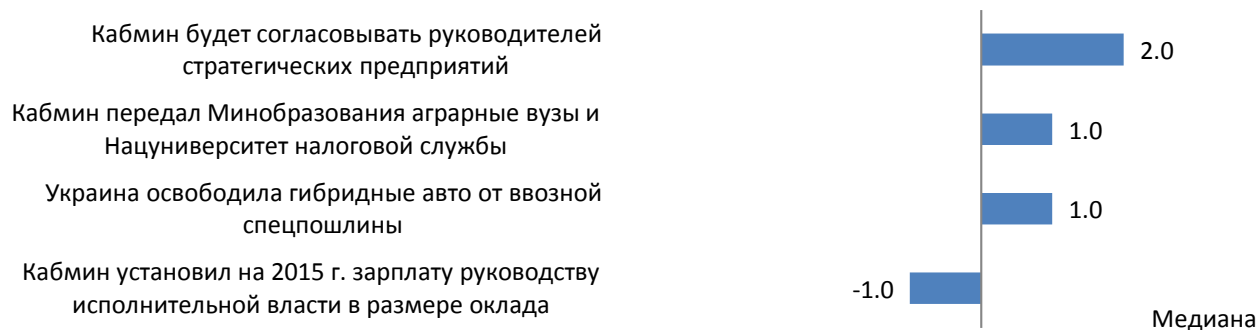 Кабмин будет согласовывать руководителей
стратегических предприятий
2.0
Кабмин передал Минобразования аграрные вузы и
Нацуниверситет налоговой службы
1.0
Украина освободила гибридные авто от ввозной
спецпошлины
1.0
Кабмин установил на 2015 г. зарплату руководству
исполнительной власти в размере оклада
-1.0
Медиана